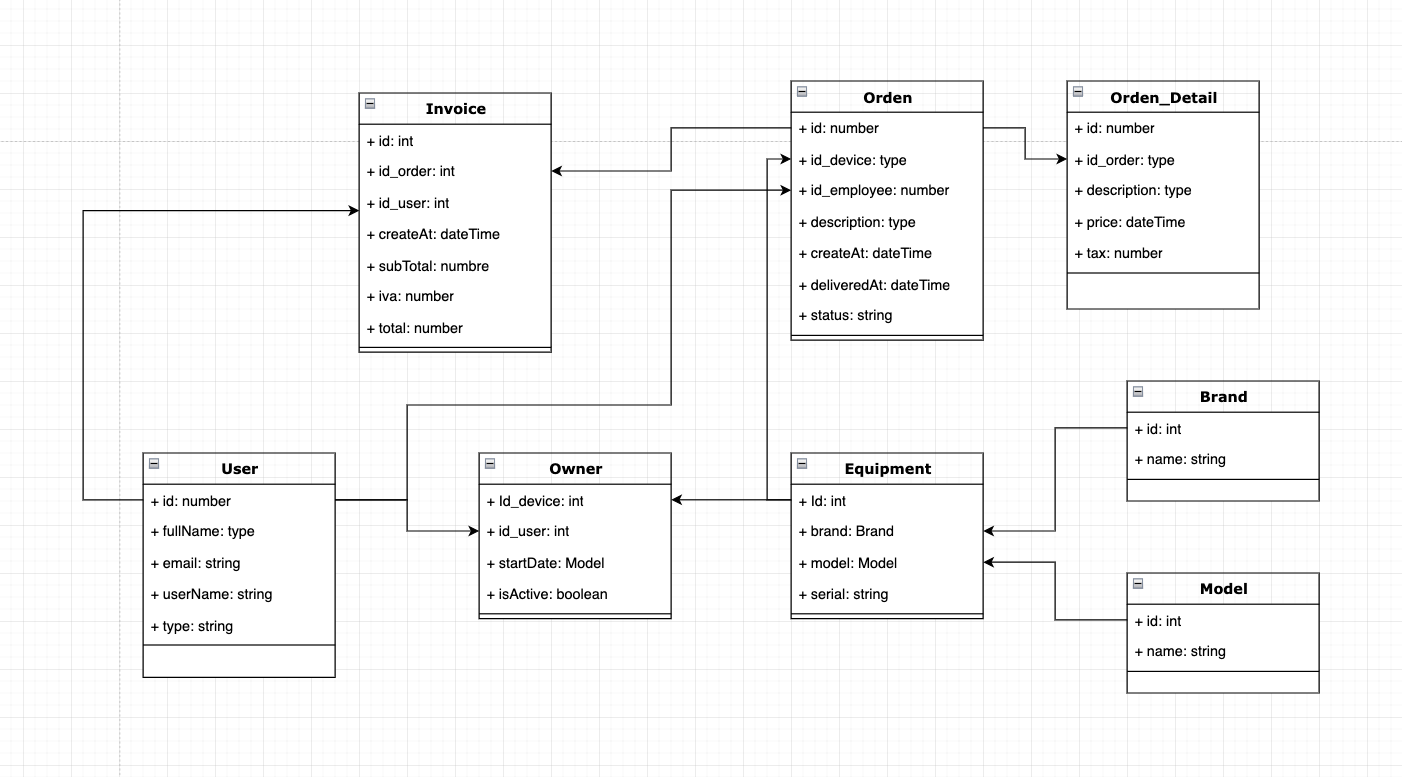 Invoice
+ id: int
+ id_order: int
+ id_user: int
+ createAt: dateTime
+ subTotal: numbre
+ iva: number
+ total: number
Orden
+ id: number
+ id_device: type
+ id_employee: number
+ description: type
+ createAt: dateTime
+ deliveredAt: dateTime
+ status: string
Orden_Detail
+ id: number
+ id_order: type
+ description: type
+ price: dateTime
+ tax: number
User
+ id: number
+ fullName: type
+ email: string
+ userName: string
+ type: string
Owner
+ Id_device: int
+ id_user: int
+ startDate: Model
+ isActive: boolean
Equipment
+ Id: int
+ brand: Brand
+ model: Model
+ serial: string
Brand
+ id: int
+ name: string
Model
+ id: int
+ name: string